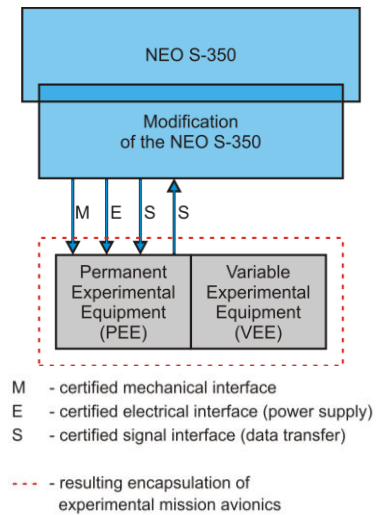 NEO S-350
Modification
of the NEO S-350
M E S S
Permanent
Experimental
Equipment
(PEE)
Variable
Experimental
Equipment
(VEE)
M - certified mechanical interface
E - certified electrical interface (power supply)
S - certified signal interface (data transfer)
- resulting encapsulation of
experimental mission avionics